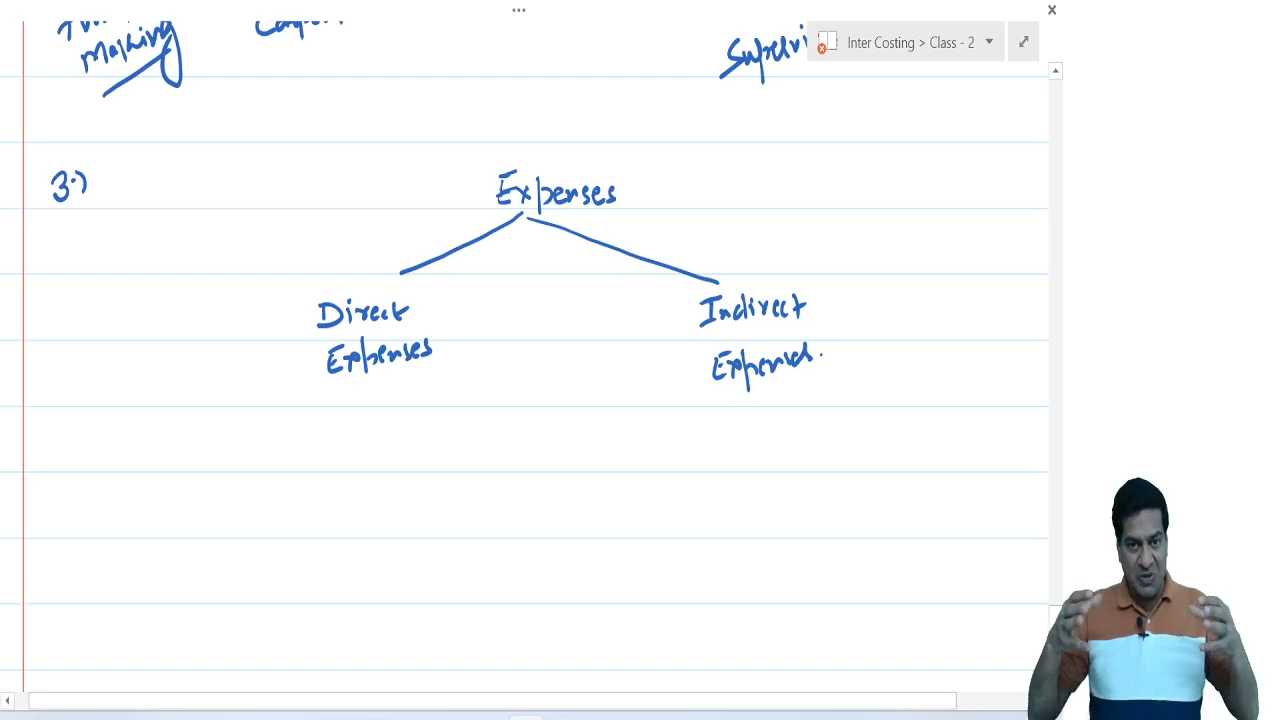 Making
Inter Costing > Class - 2
3.)
Expenses
Direct
Expenses
Indirect
Expenses.